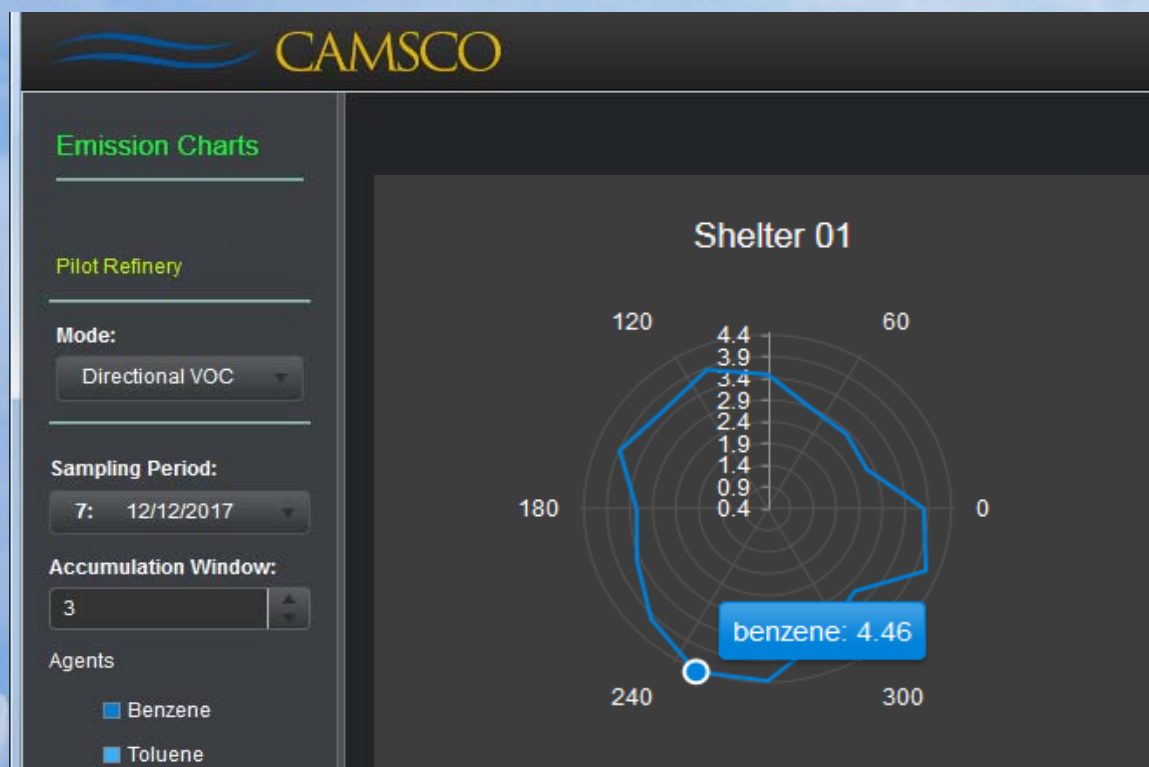 CAMSCO
Emission Charts
Pilot Refinery
Mode:
Directional VOC
Sampling Period:
7: 12/12/2017
Accumulation Window:
3
Agents
Benzene
Toluene
Shelter 01
120
60
4.4
3.9
3.4
2.9
2.4
1.9
1.4
0.9
0.4
180
0
benzene: 4.46
240
300